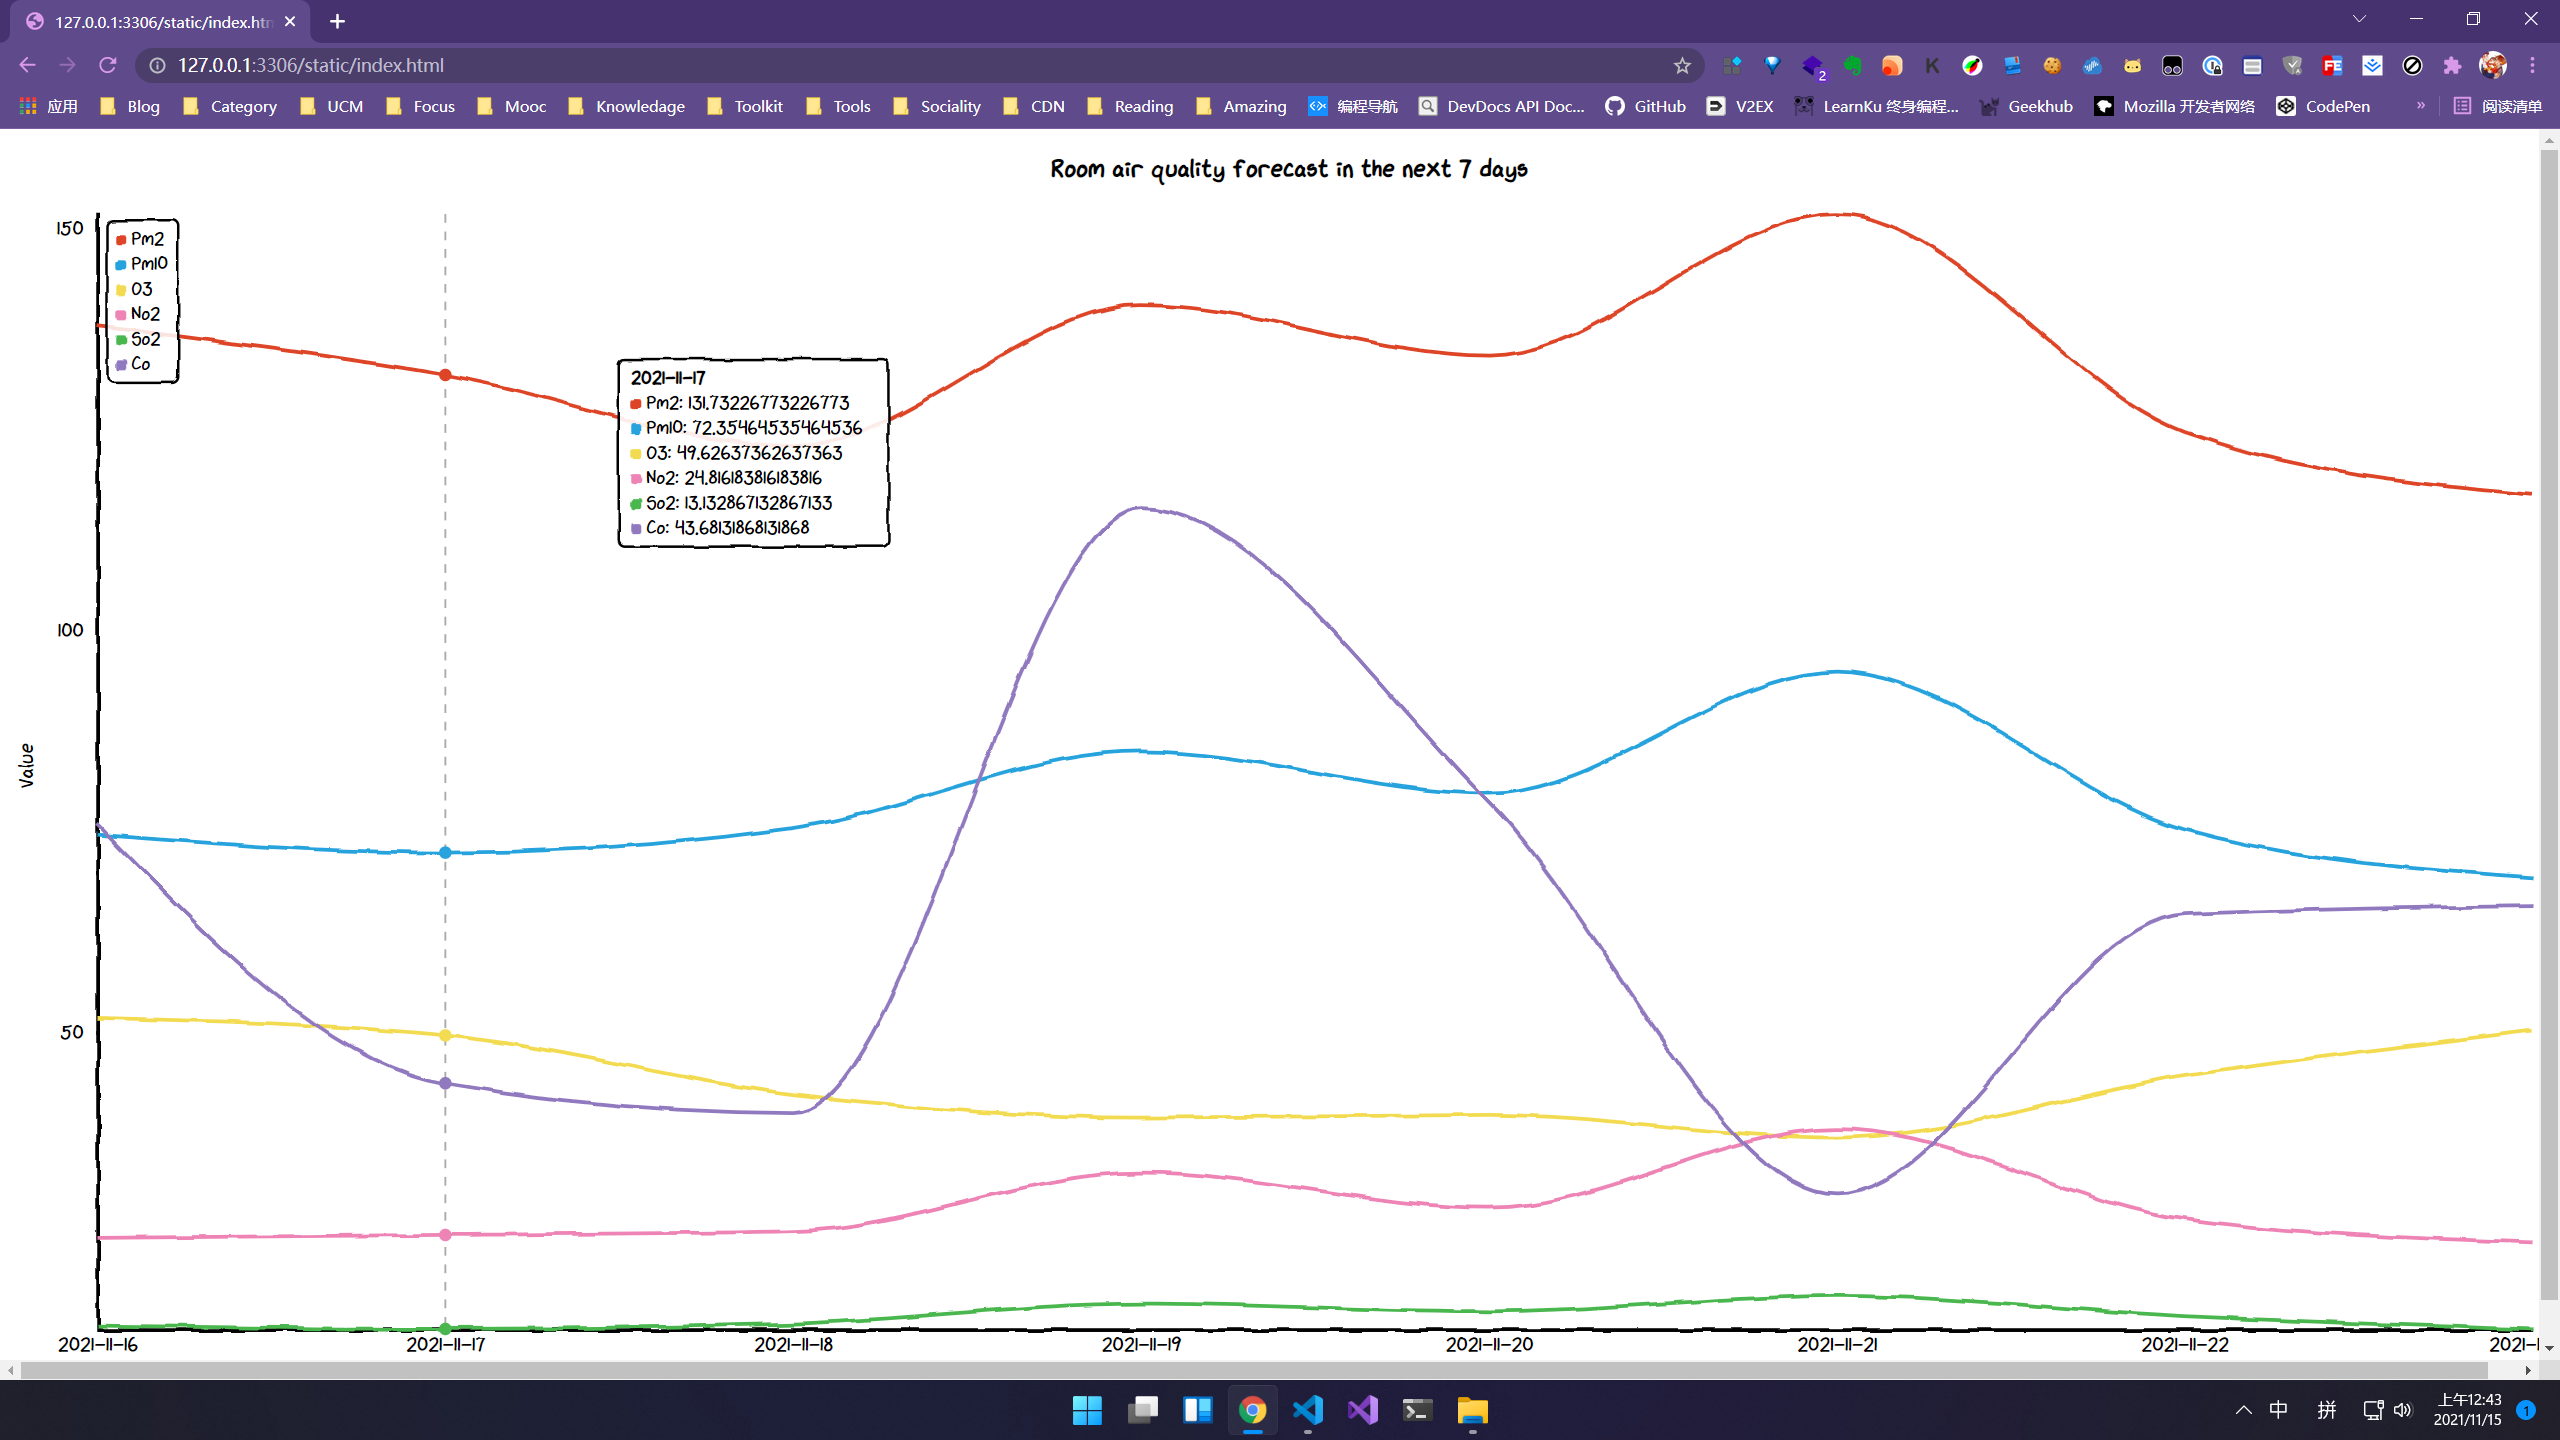 127.0.0.1:3306/static/index.htm
127.0.0.1:3306/static/index.html
2
应用 Blog Category UCM Focus Mooc Knowledage Toolkit Tools Sociality CDN Reading Amazing 编程导航 DevDocs API Doc... GitHub V2EX LearnKu 终身编程... Geekhub Mozilla 开发者网络 CodePen » 阅读清单
Room air quality forecast in the next 7 days
150
100
50
Value
Pm2
Pm10
O3
No2
So2
Co
2021-11-17
Pm2: 131.73226773226773
Pm10: 72.35464535464536
O3: 49.62637362637363
No2: 24.816183816183816
So2: 13.132867132867133
Co: 43.68131868131868
2021-11-16 2021-11-17 2021-11-18 2021-11-19 2021-11-20 2021-11-21 2021-11-22 2021-1
中 拼 上午12:43
2021/11/15
1